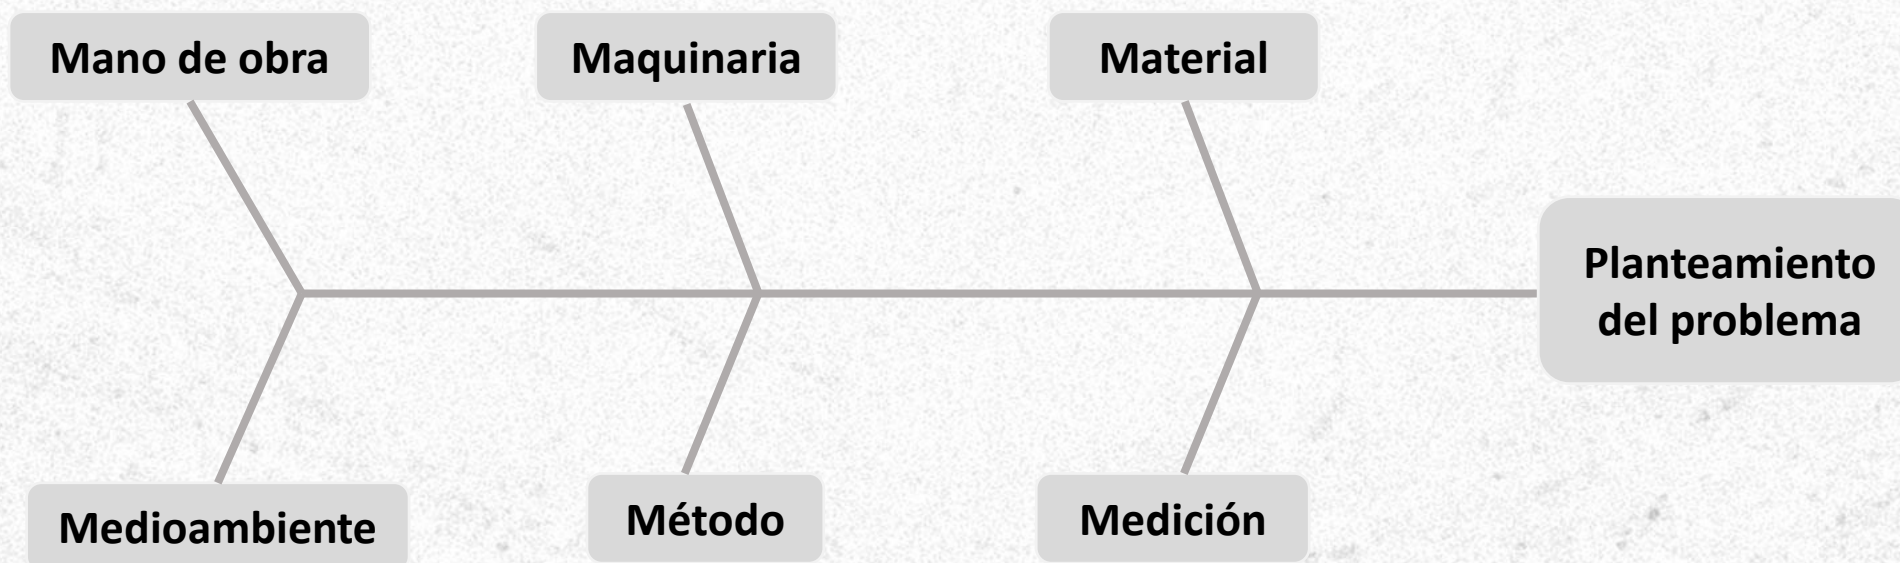 Mano de obra
Maquinaria
Material
Planteamiento
del problema
Medioambiente
Método
Medición